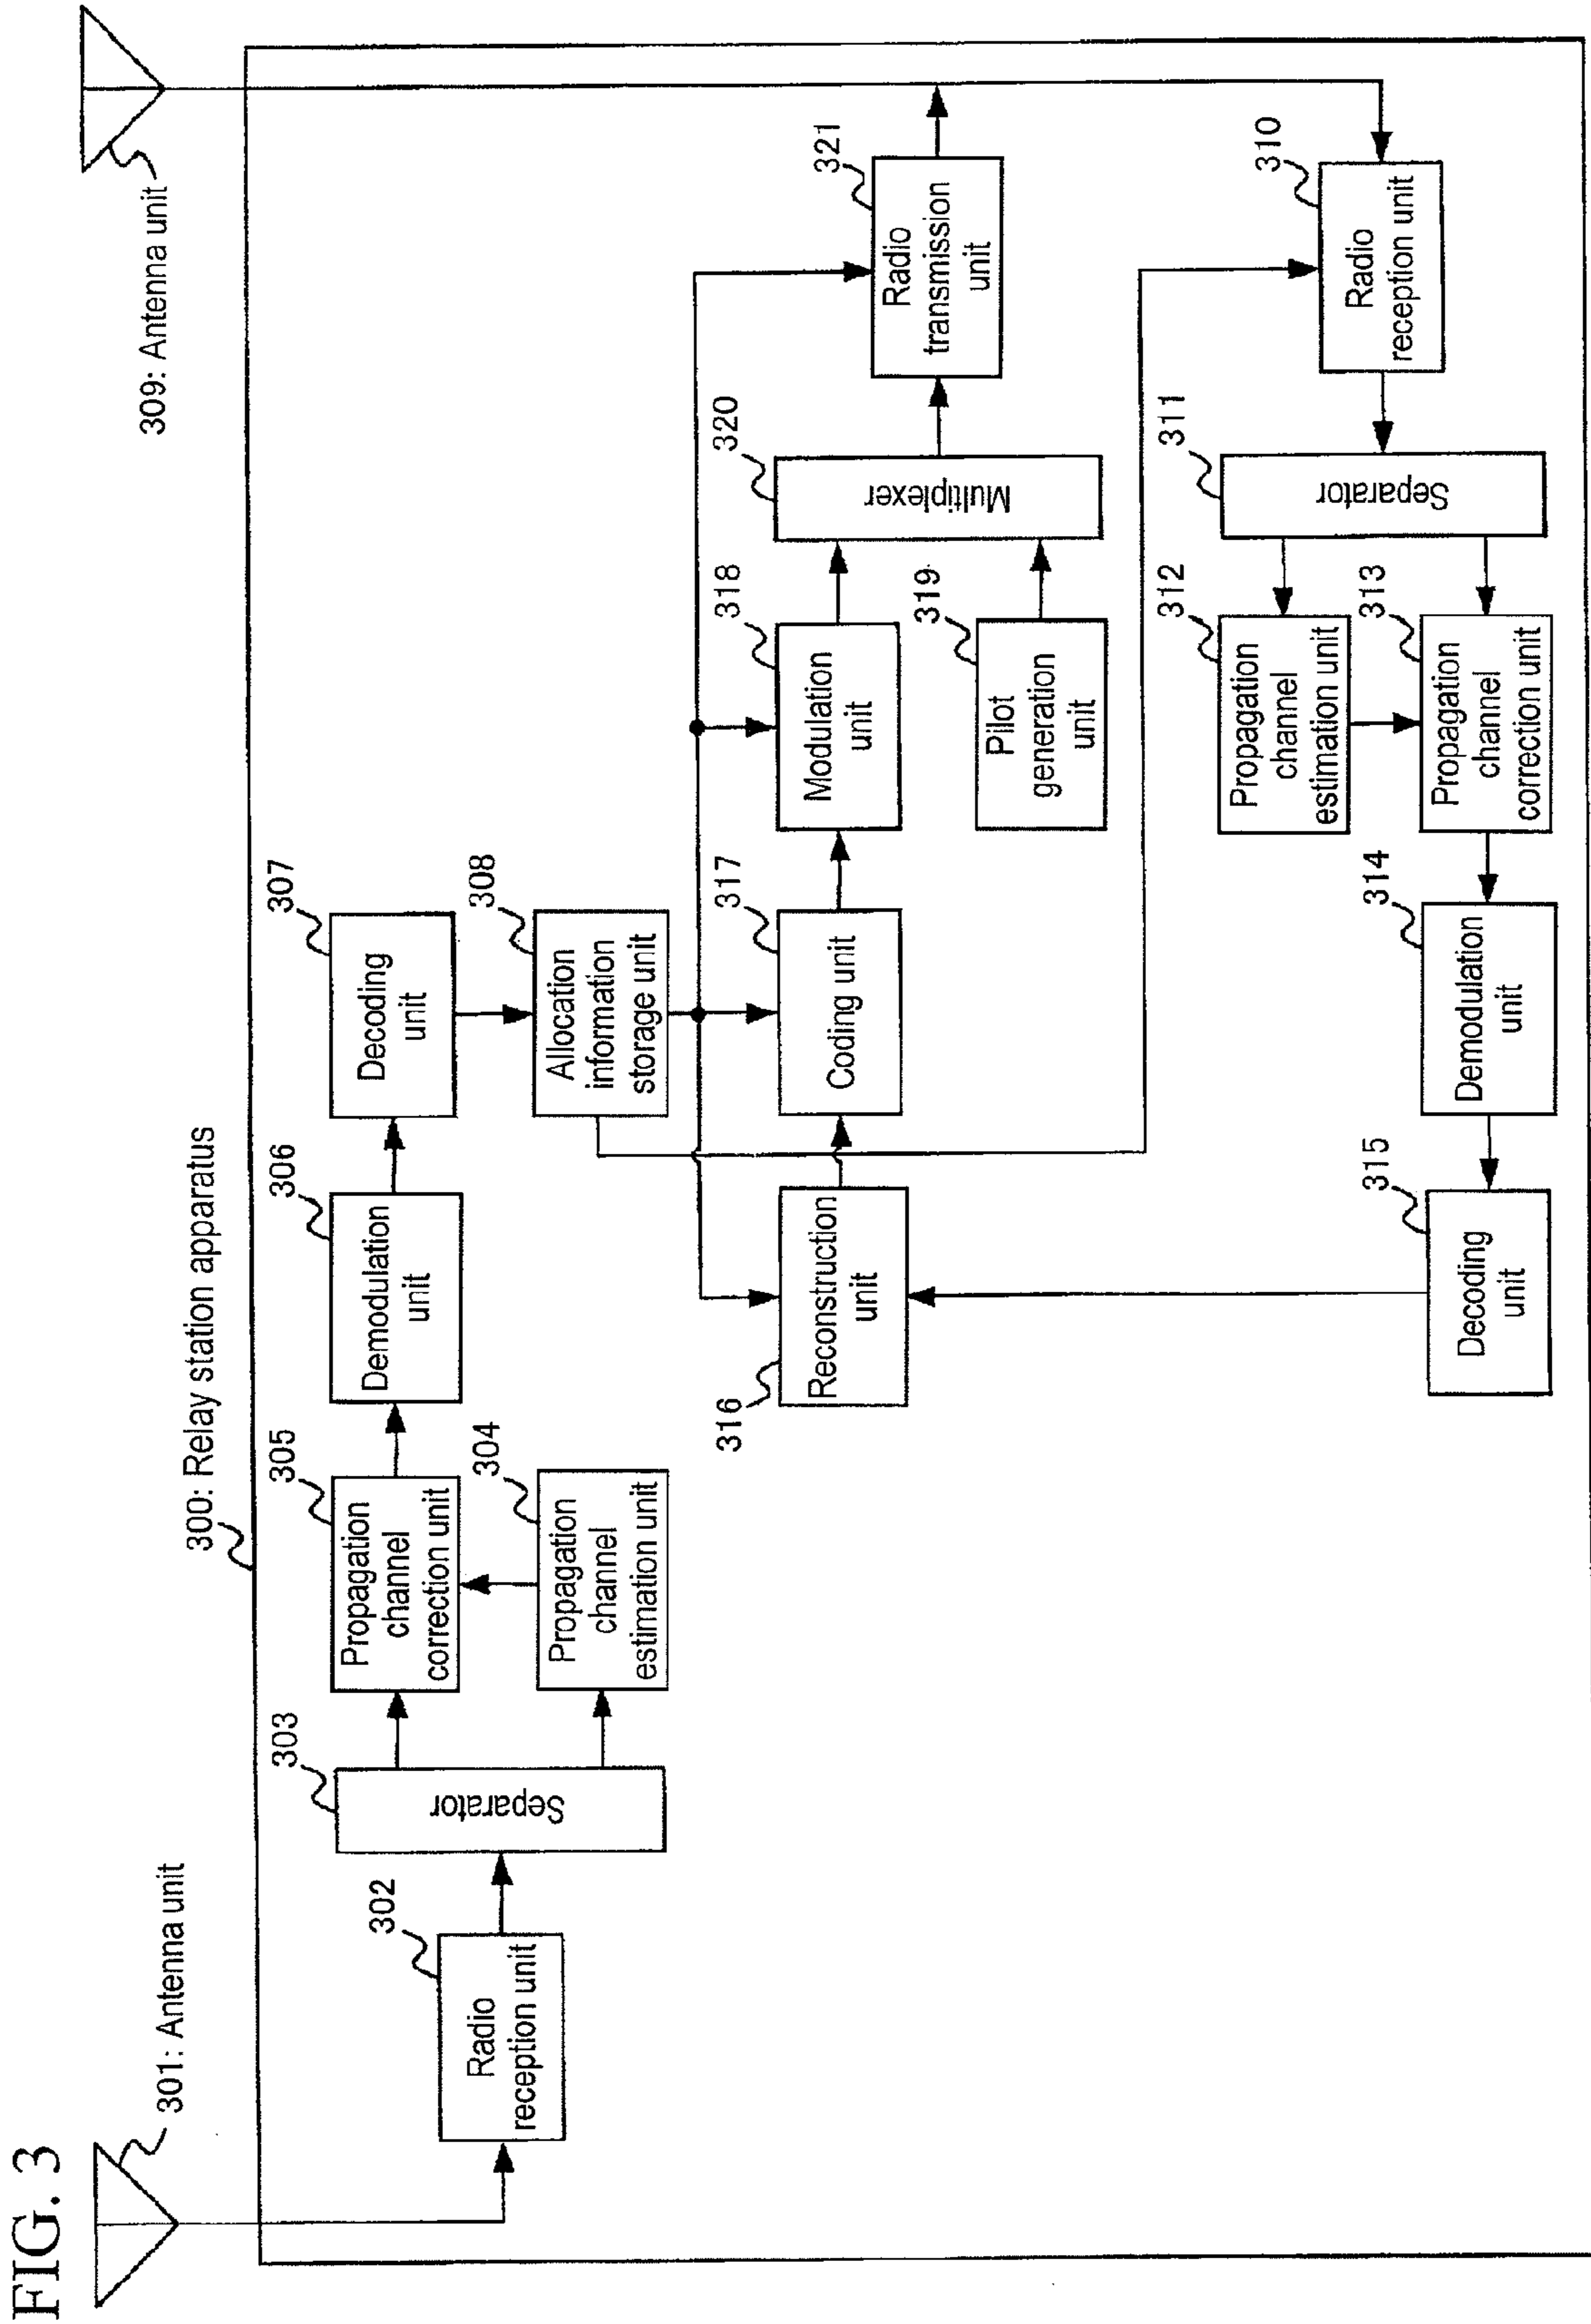 FIG. 3
301: Antenna unit
309: Antenna unit
300: Relay station apparatus
302
Radio
reception unit
303
Separator
305
Propagation
channel
correction unit
304
Propagation
channel
estimation unit
306
Demodulation
unit
307
Decoding
unit
308
Allocation
information
storage unit
316
Reconstruction
unit
317
Coding unit
318
Modulation
unit
319
Pilot
generation
unit
320
Multiplexer
321
Radio
transmission
unit
310
Radio
reception unit
311
Separator
312
Propagation
channel
estimation unit
313
Propagation
channel
correction unit
314
Demodulation
unit
315
Decoding
unit